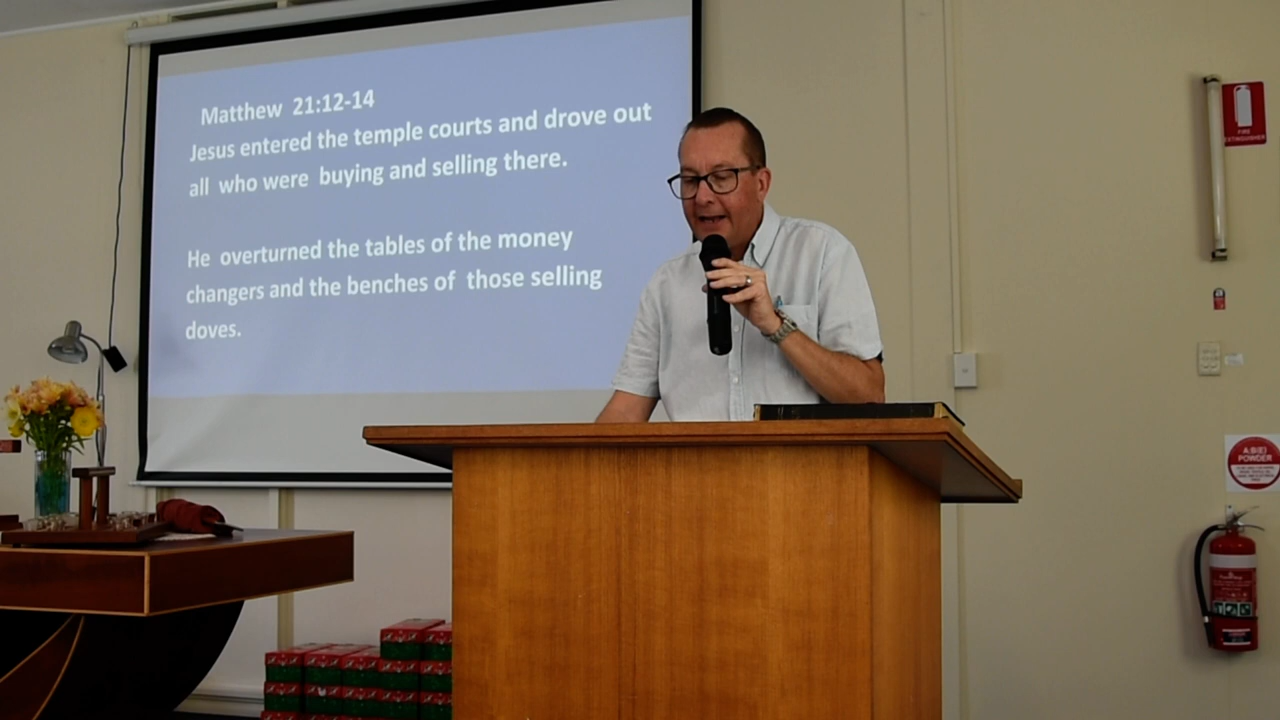 Matthew 21:12-14
Jesus entered the temple courts and drove out
all who were buying and selling there.
He overturned the tables of the money
changers and the benches of those selling
doves.
FIRE
EXTINGUISHER
A:B(E)
POWDER